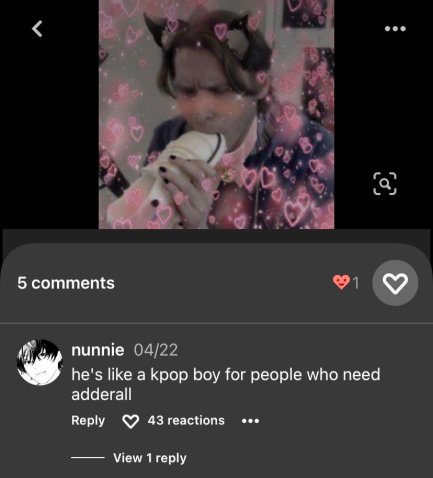 5 comments
1
nunnie 04/22
he's like a kpop boy for people who need
adderall
Reply 43 reactions
View 1 reply